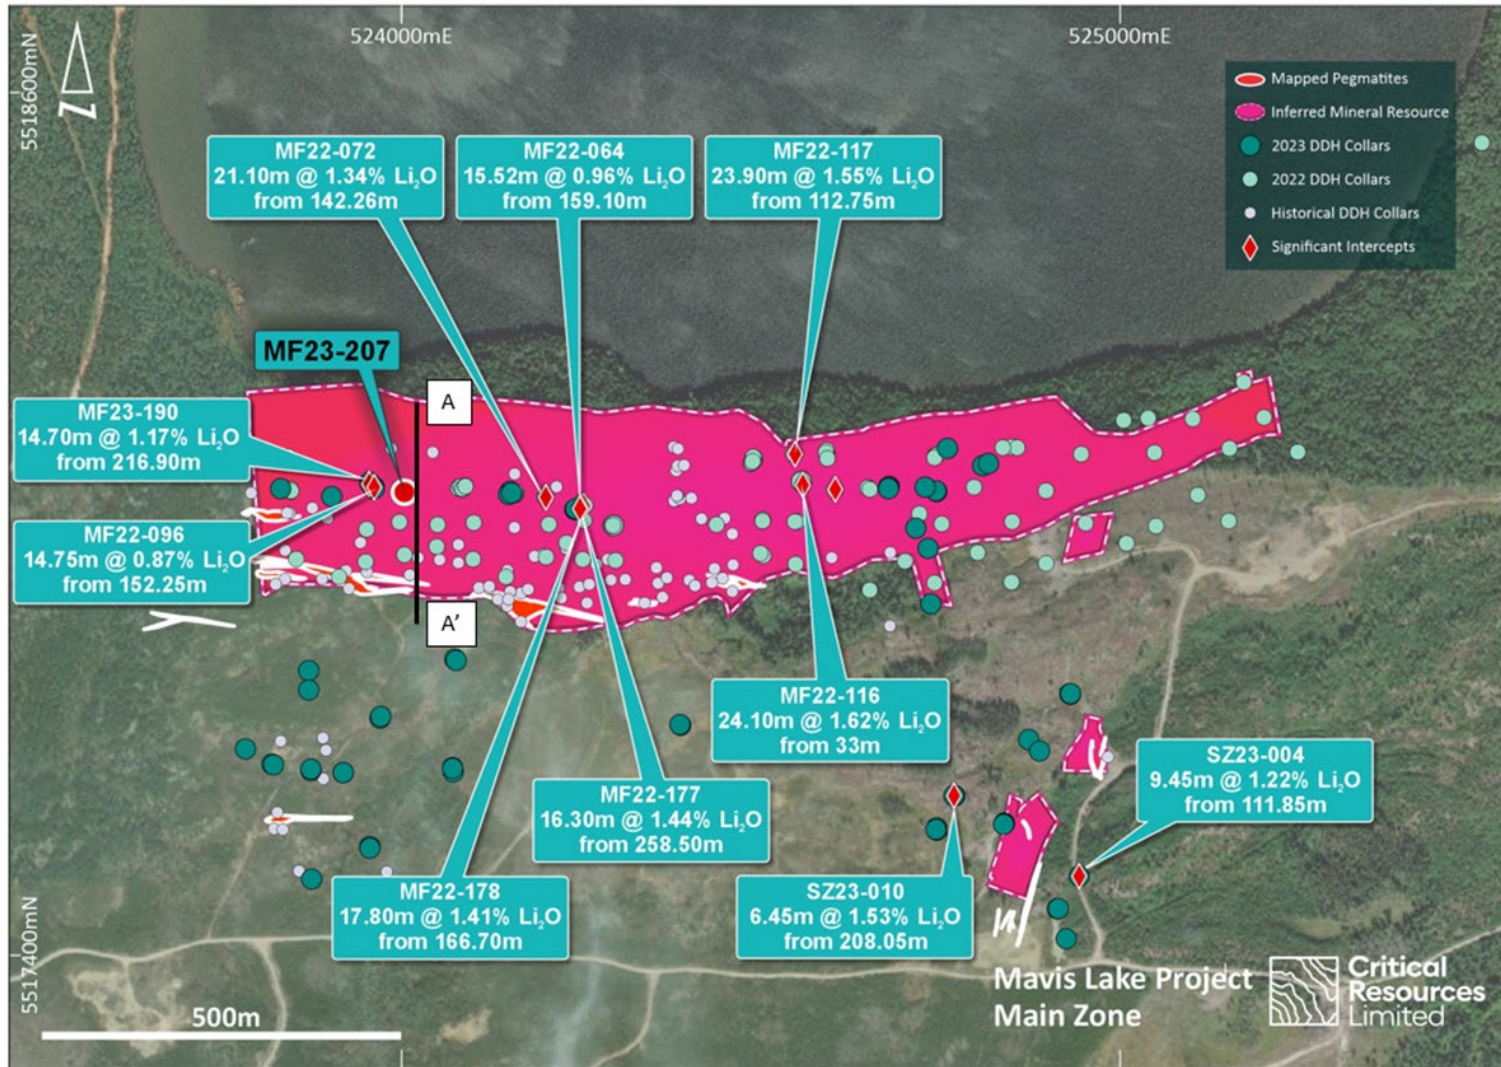 524000mE
525000mE
5518600mN
5517400mN
Z
Mapped Pegmatites
Inferred Mineral Resource
2023 DDH Collars
2022 DDH Collars
Historical DDH Collars
Significant Intercepts
MF22-072
21.10m @ 1.34% Li₂O
from 142.26m
MF22-064
15.52m @ 0.96% Li₂O
from 159.10m
MF22-117
23.90m @ 1.55% Li₂O
from 112.75m
MF23-207
MF23-190
14.70m @ 1.17% Li₂O
from 216.90m
A
MF22-096
14.75m @ 0.87% Li₂O
from 152.25m
A'
MF22-116
24.10m @ 1.62% Li₂O
from 33m
SZ23-004
9.45m @ 1.22% Li₂O
from 111.85m
MF22-177
16.30m @ 1.44% Li₂O
from 258.50m
MF22-178
17.80m @ 1.41% Li₂O
from 166.70m
SZ23-010
6.45m @ 1.53% Li₂O
from 208.05m
500m
Mavis Lake Project
Main Zone
Critical
Resources
Limited